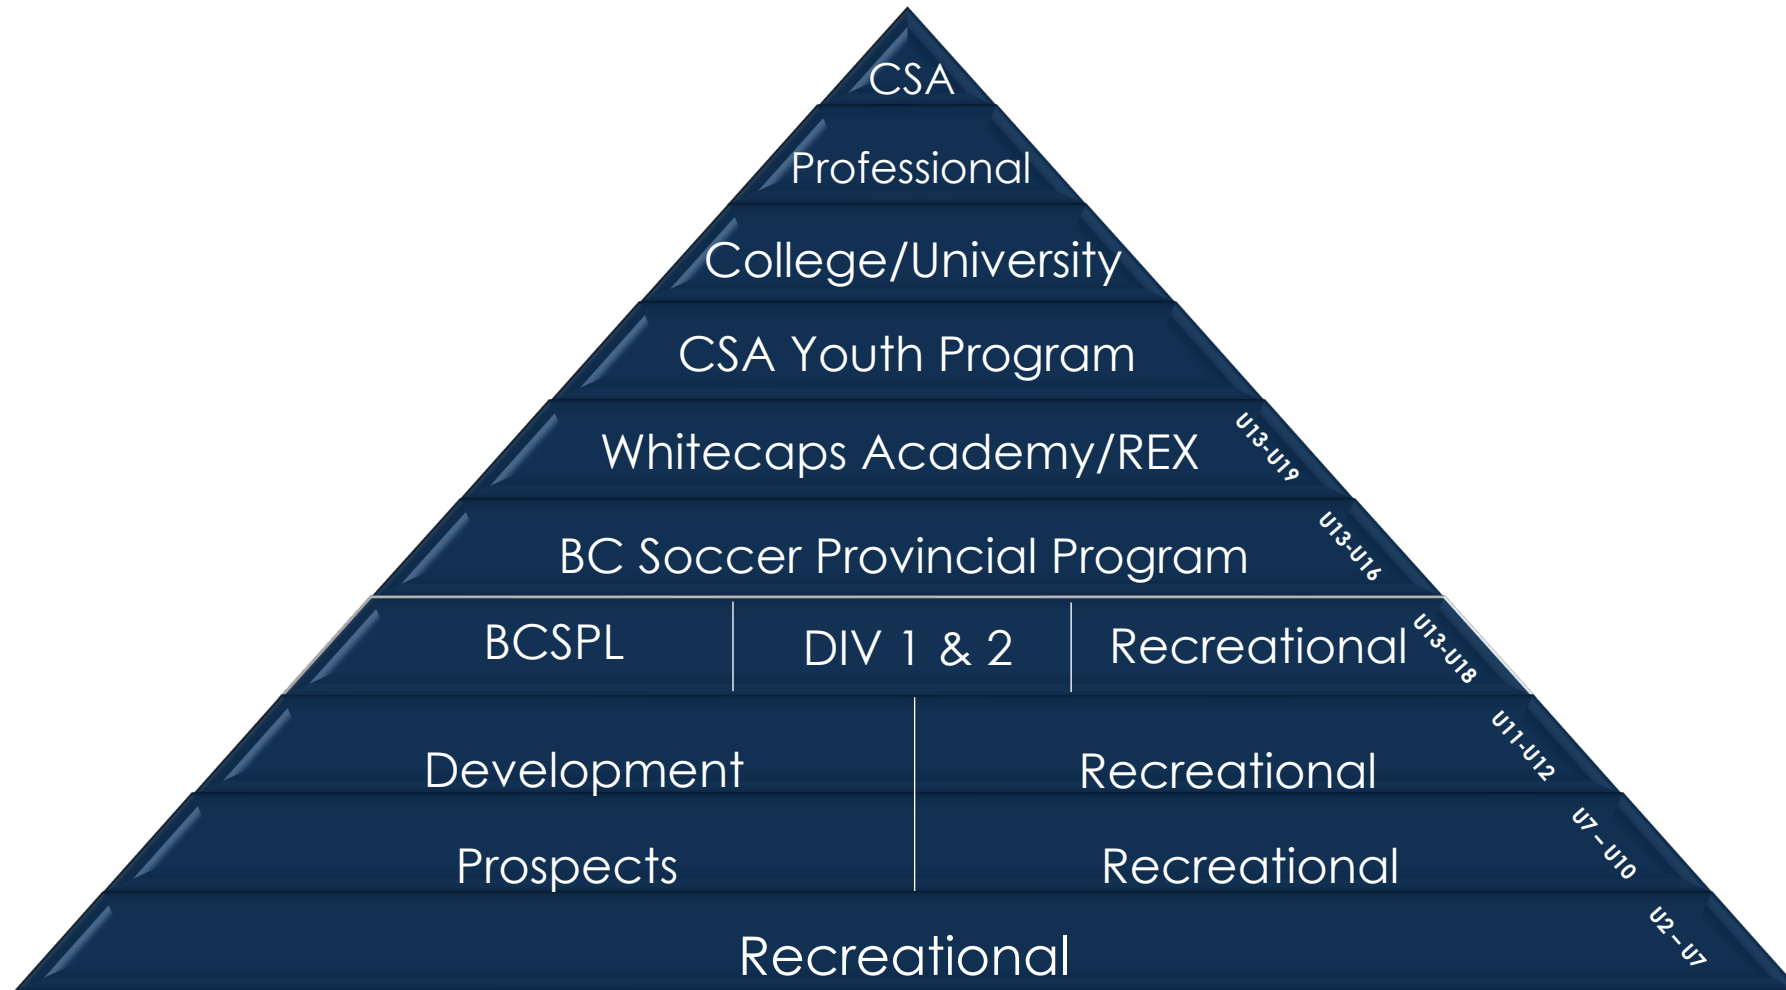 CSA
Professional
College/University
CSA Youth Program
Whitecaps Academy/REX U13-U19
BC Soccer Provincial Program U13-U16
BCSPL DIV 1 & 2 Recreational U13-U18
Development Recreational U11-U12
Prospects Recreational U7 – U10
Recreational U2 – U7